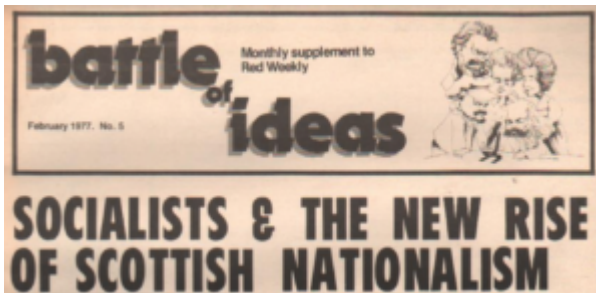 battle
Monthly supplement to
Red Weekly
of
February 1977. No. 5
ideas
SOCIALISTS & THE NEW RISE
OF SCOTTISH NATIONALISM